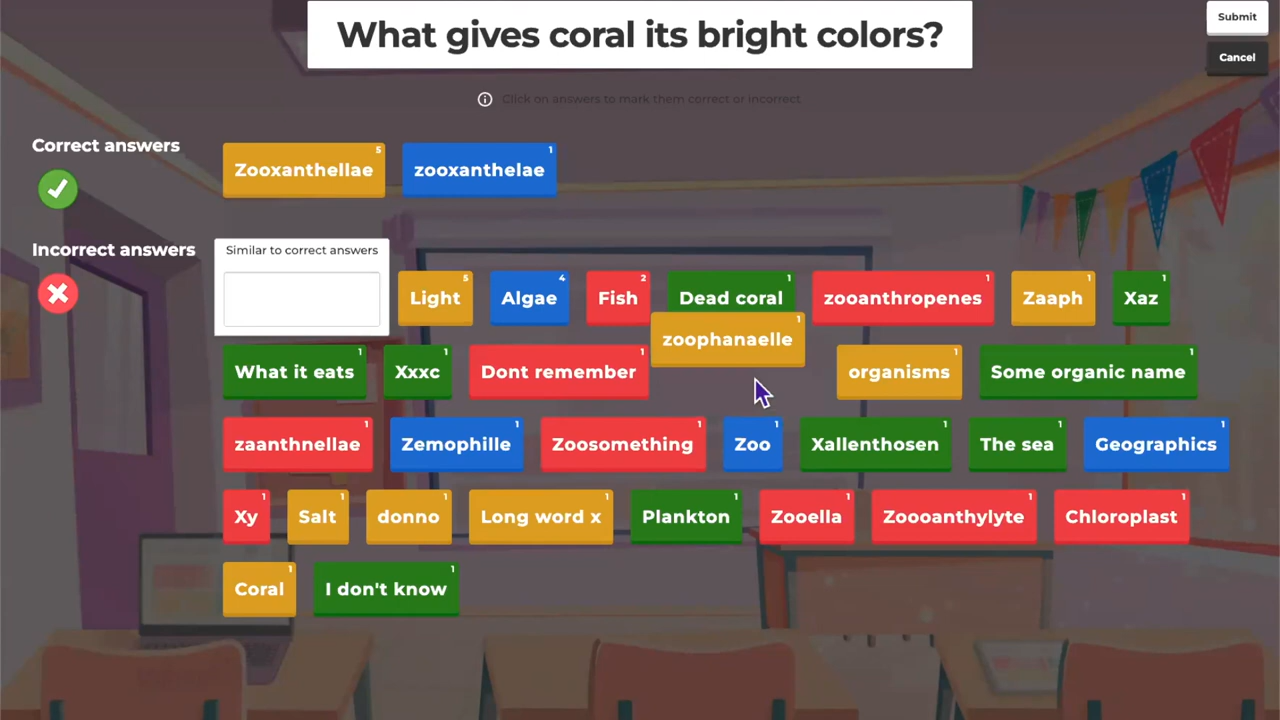 What gives coral its bright colors?
Submit
Cancel
Click on answers to mark them correct or incorrect
Correct answers
Zooxanthellae 5
zooxanthelae 1
Incorrect answers
Similar to correct answers
Light 5
Algae 4
Fish 2
Dead coral 1
zooanthropenes 1
Zaaph 1
Xaz 1
zoophanaelle 1
What it eats 1
Xxxc 1
Dont remember 1
organisms 1
Some organic name 1
zaanthnellae 1
Zemophille 1
Zoosomething 1
Zoo 1
Xallenthosen 1
The sea 1
Geographics 1
Xy 1
Salt 1
donno 1
Long word x 1
Plankton 1
Zooella 1
Zoooanthylyte 1
Chloroplast 1
Coral 1
I don't know 1